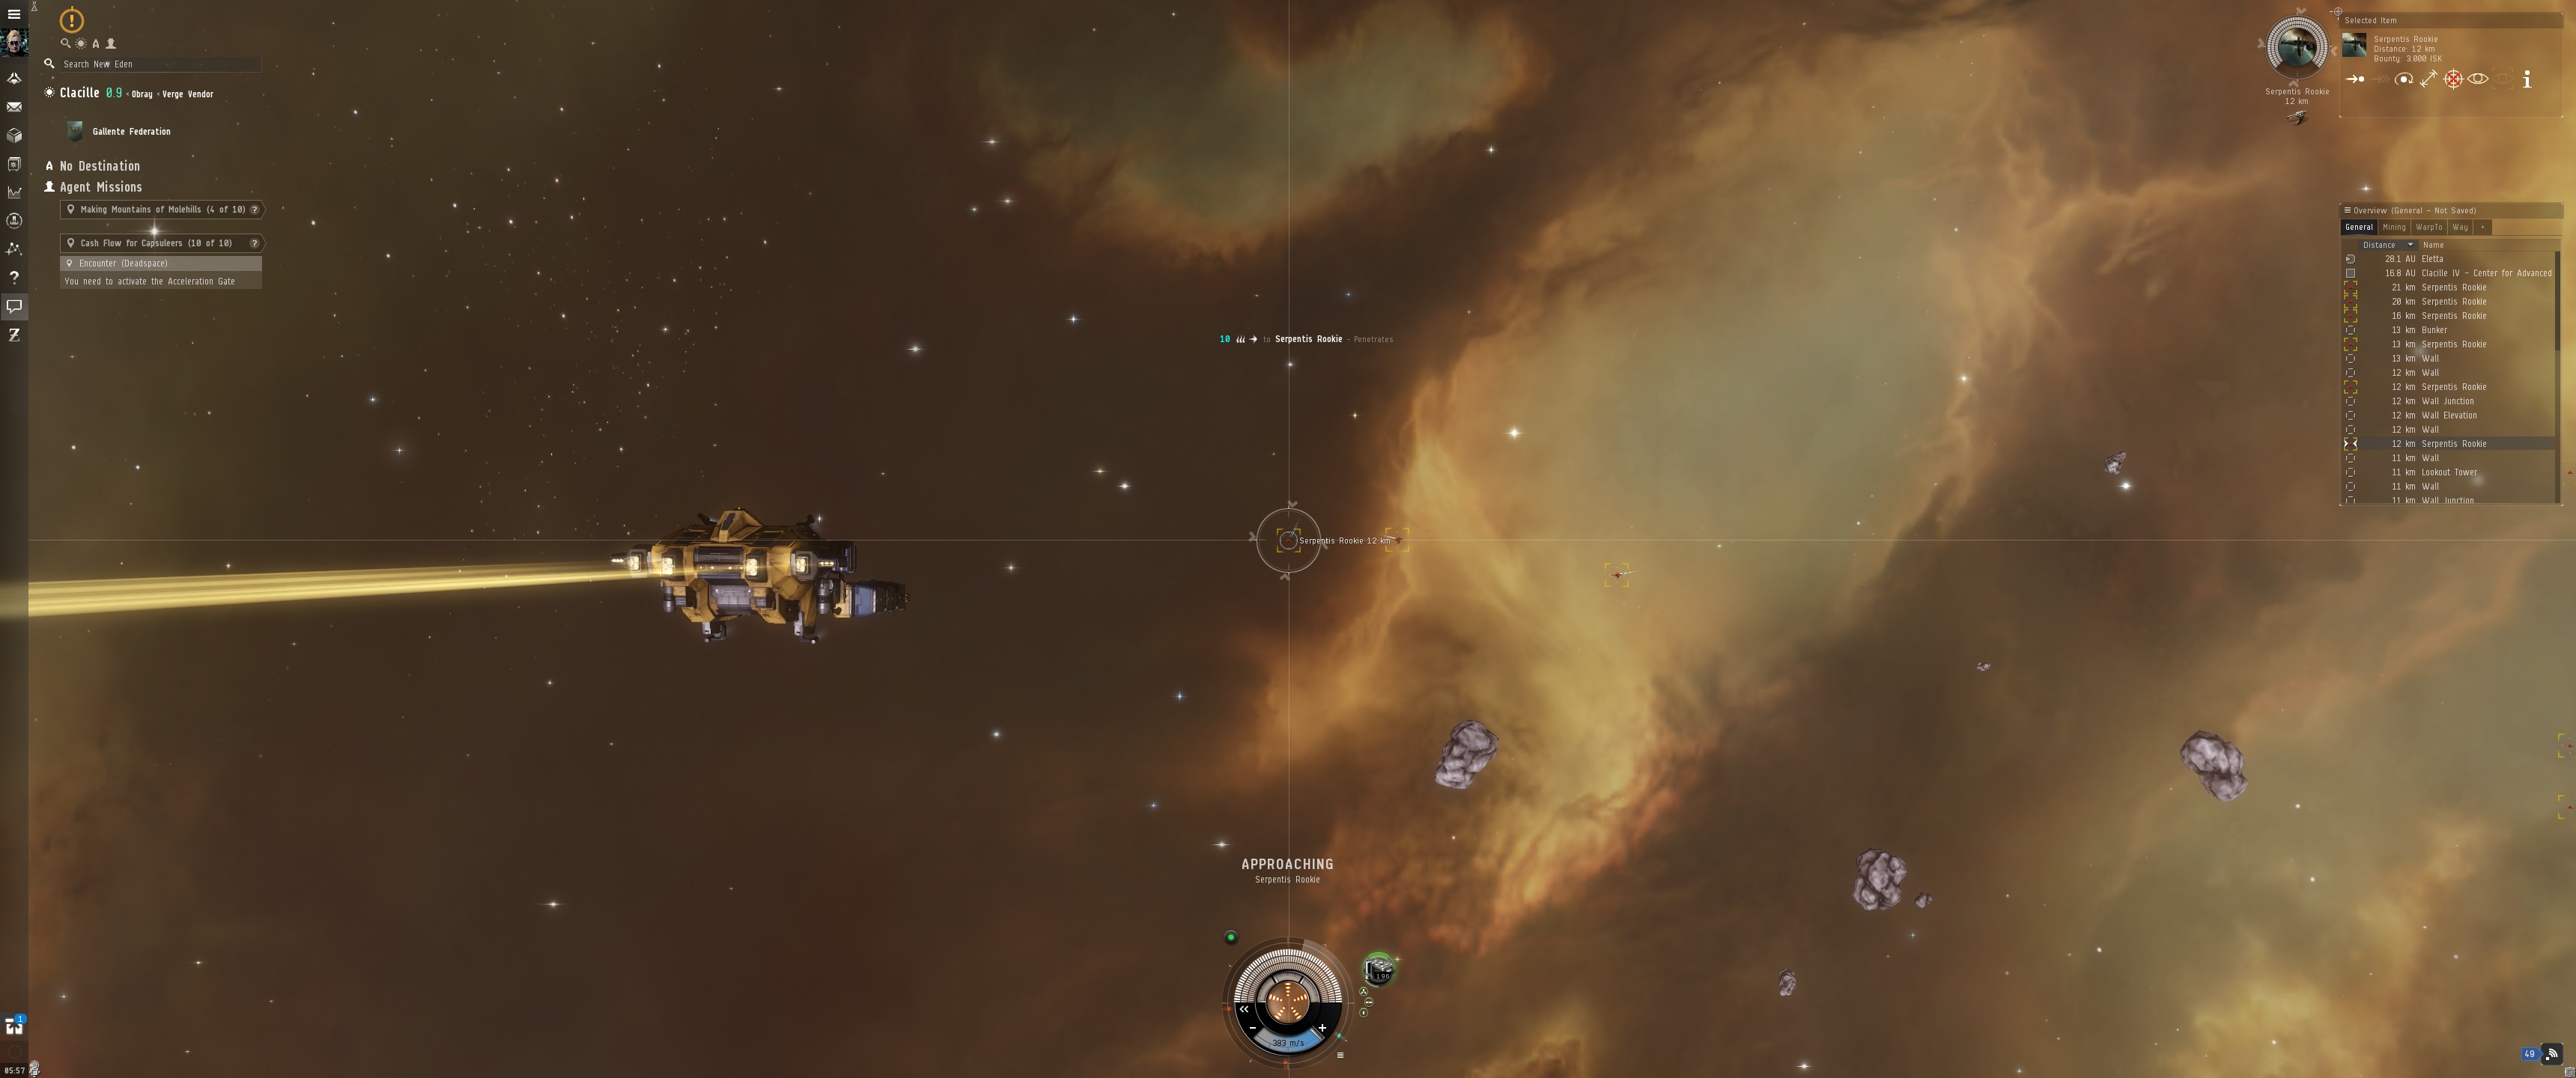 Search New Eden
Clacille 0.9 < Obray < Verge Vendor
Gallente Federation
No Destination
Agent Missions
Making Mountains of Molehills (4 of 10) ?
Cash Flow for Capsuleers (10 of 10) ?
Encounter (Deadspace)
You need to activate the Acceleration Gate
10 to Serpentis Rookie - Penetrates
Serpentis Rookie 12 km
APPROACHING
Serpentis Rookie
196
383 m/s
Serpentis Rookie
12 km
Selected Item
Serpentis Rookie
Distance: 12 km
Bounty: 3,000 ISK
Overview (General - Not Saved)
General Mining WarpTo Way +
Distance Name
28.1 AU Eletta
16.8 AU Clacille IV - Center for Advanced
21 km Serpentis Rookie
20 km Serpentis Rookie
16 km Serpentis Rookie
13 km Bunker
13 km Serpentis Rookie
13 km Wall
12 km Wall
12 km Serpentis Rookie
12 km Wall Junction
12 km Wall Elevation
12 km Wall
12 km Serpentis Rookie
11 km Wall
11 km Lookout Tower
11 km Wall
11 km Wall Junction
1
05:57
49